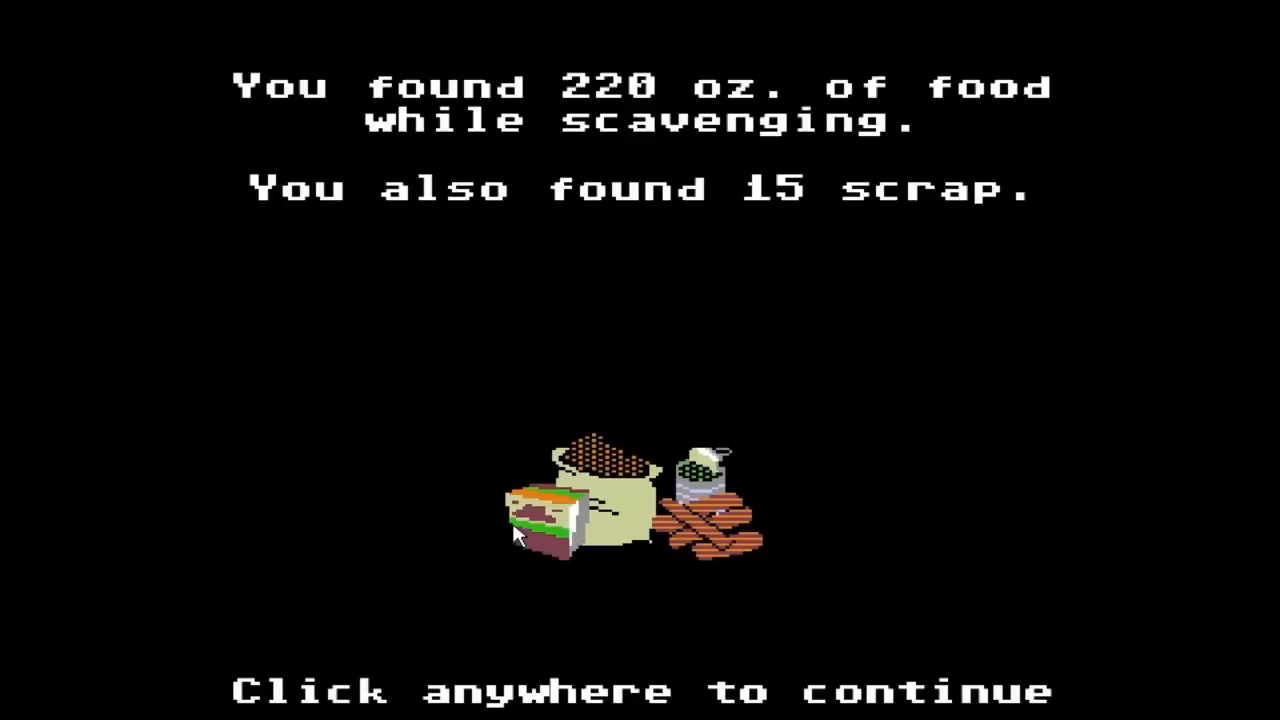 You found 220 oz. of food
while scavenging.
You also found 15 scrap.
Click anywhere to continue